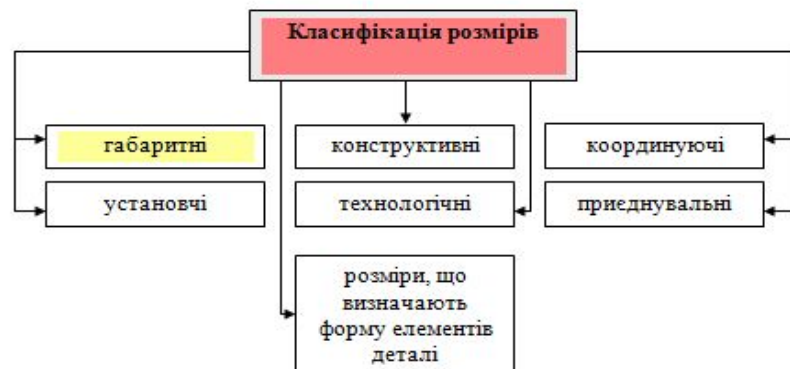 Класифікація розмірів
габаритні
конструктивні
координуючі
установчі
технологічні
приєднувальні
розміри, що
визначають
форму елементів
деталі